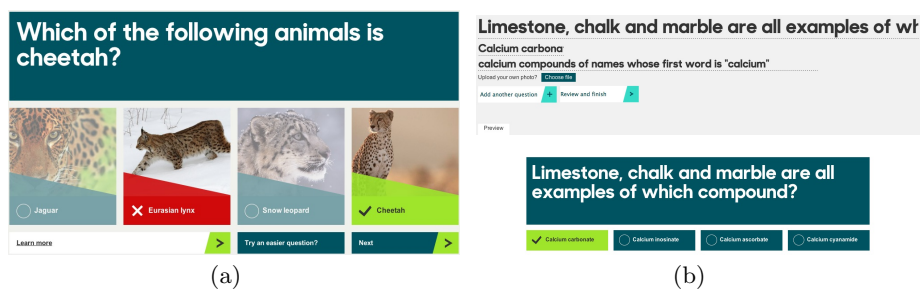 Which of the following animals is
cheetah?
Jaguar
Eurasian lynx
Snow leopard
Cheetah
Learn more
Try an easier question?
Next
(a)
Limestone, chalk and marble are all examples of wh
Calcium carbona
calcium compounds of names whose first word is "calcium"
Upload your own photo?
Choose file
Add another question
Review and finish
Preview
Limestone, chalk and marble are all
examples of which compound?
Calcium carbonate
Calcium inosinate
Calcium ascorbate
Calcium cyanamide
(b)